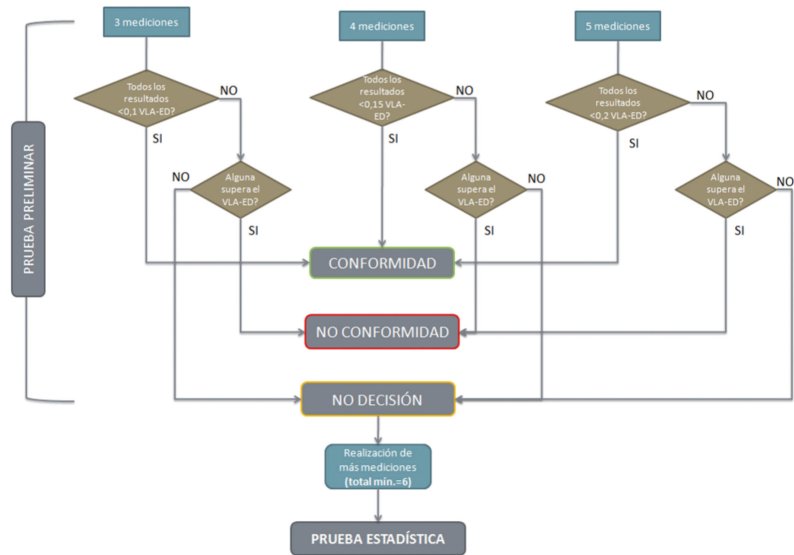 3 mediciones
4 mediciones
5 mediciones
Todos los
resultados
<0,1 VLA-ED?
NO
SI
Todos los
resultados
<0,15 VLA-
ED?
NO
SI
Todos los
resultados
<0,2 VLA-ED?
NO
SI
PRUEBA PRELIMINAR
NO
Alguna
supera el
VLA-ED?
SI
Alguna
supera el
VLA-ED?
NO
SI
Alguna
supera el
VLA-ED?
NO
SI
CONFORMIDAD
NO CONFORMIDAD
NO DECISIÓN
Realización de
más mediciones
(total mín.=6)
PRUEBA ESTADÍSTICA